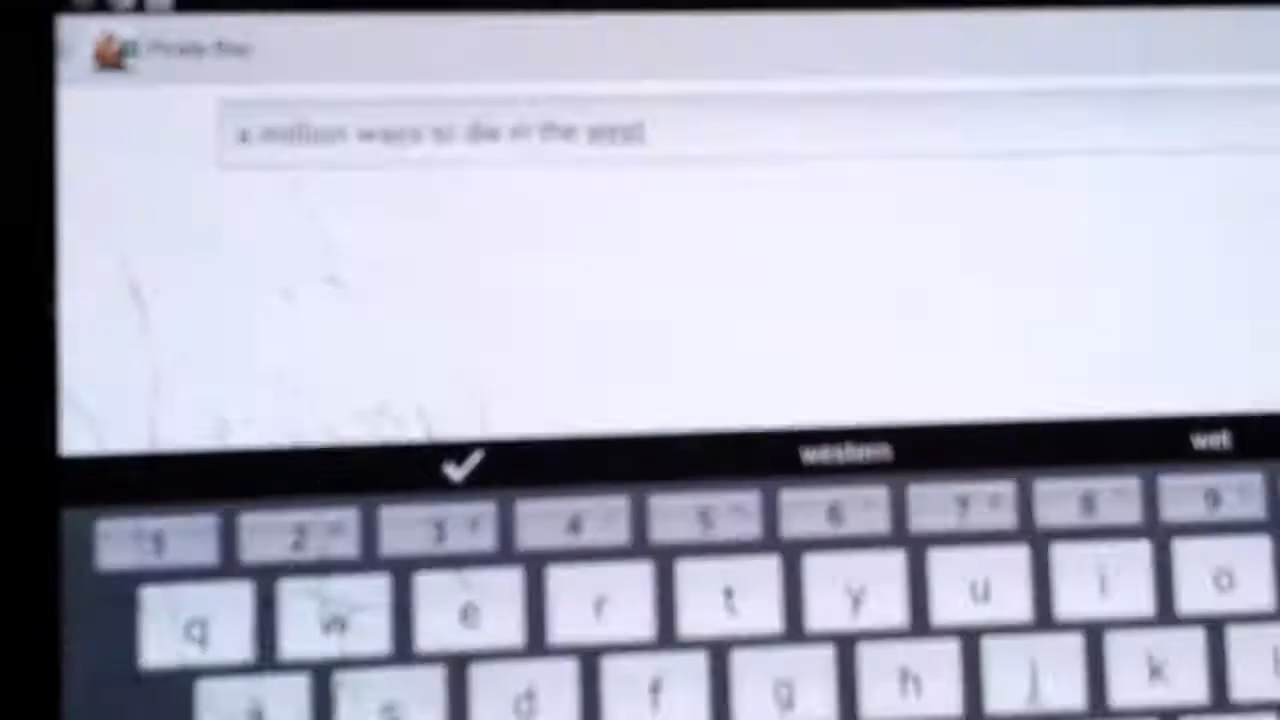 a million ways to die in the west
western wet
1 2 3 4 5 6 7 8 9
q w e r t y u i o
a s d f g h j k